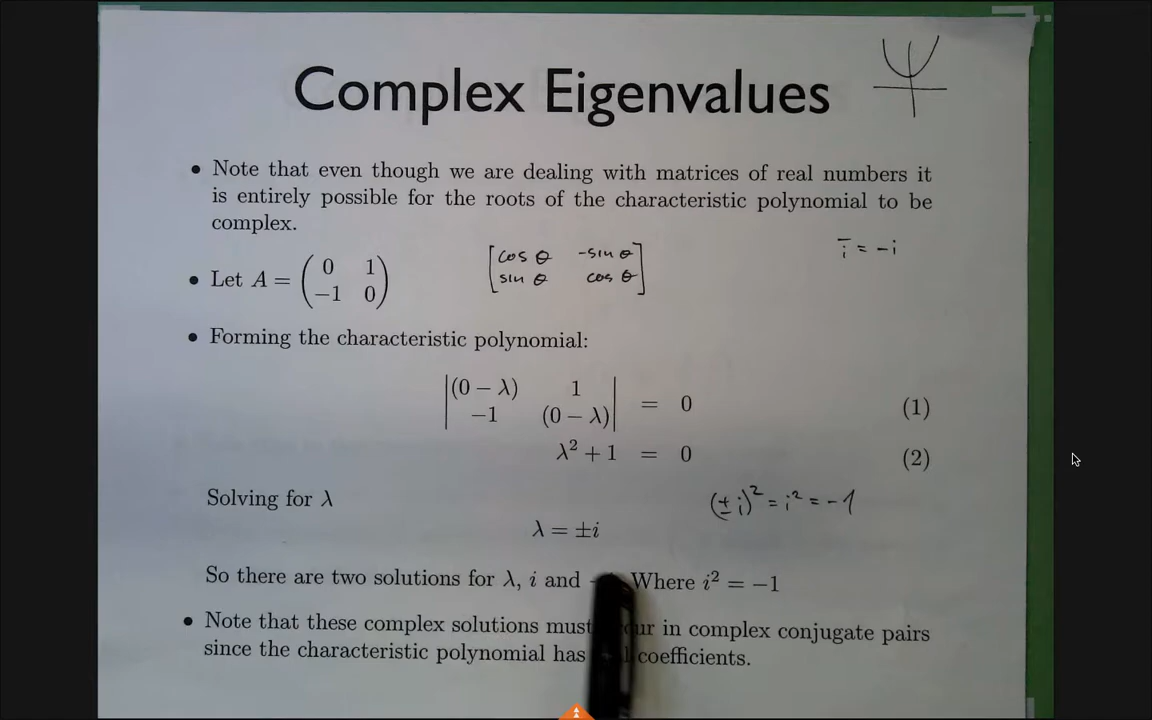 Complex Eigenvalues
• Note that even though we are dealing with matrices of real numbers it
is entirely possible for the roots of the characteristic polynomial to be
complex.
i̅ = -i
• Let A = ( 0 1 
−1 0 )
[ cos θ -sin θ
sin θ cos θ ]
• Forming the characteristic polynomial:
| (0 − λ) 1
−1 (0 − λ) | = 0 (1)
λ² + 1 = 0 (2)
Solving for λ
(± i)² = i² = -1
λ = ±i
So there are two solutions for λ, i and Where i² = −1
• Note that these complex solutions must in complex conjugate pairs
since the characteristic polynomial has coefficients.